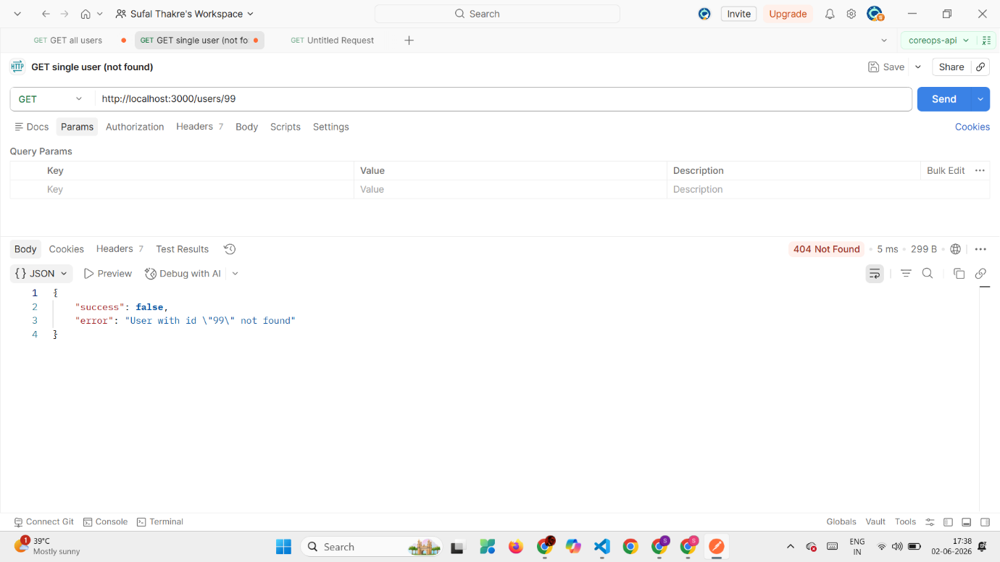 Sufal Thakre's Workspace
Search
Invite
Upgrade
GET GET all users
GET GET single user (not fo
GET Untitled Request
coreops-api
HTTP GET single user (not found)
Save
Share
GET
http://localhost:3000/users/99
Send
Docs
Params
Authorization
Headers 7
Body
Scripts
Settings
Cookies
Query Params
Key Value Description Bulk Edit
Key Value Description
Body
Cookies
Headers 7
Test Results
404 Not Found
5 ms
299 B
{ } JSON
Preview
Debug with AI
1 {
2 "success": false,
3 "error": "User with id \"99\" not found"
4 }
Connect Git
Console
Terminal
Globals
Vault
Tools
1
39°C
Mostly sunny
Search
S
S
ENG
IN
17:38
02-06-2026